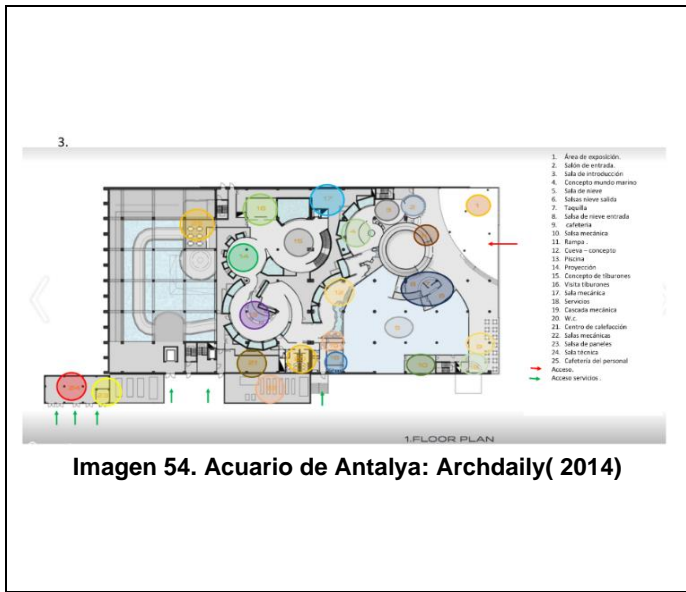 3.
1. Área de exposición.
2. Salón de entrada.
3. Sala de introducción
4. Concepto mundo marino
5. Sala de nieve
6. Salsas nieve salida
7. Taquilla
8. Salsa de nieve entrada
9. cafetería
10. Salsa mecánica
11. Rampa .
12. Cueva – concepto
13. Piscina
14. Proyección
15. Concepto de tiburones
16. Visita tiburones
17. Sala mecánica
18. Servicios
19. Cascada mecánica
20. W.c.
21. Centro de calefacción
22. Salas mecánicas
23. Salsa de paneles
24. Sala técnica
25. Cafetería del personal
Acceso.
Acceso servicios .
1.FLOOR PLAN
Imagen 54. Acuario de Antalya: Archdaily( 2014)